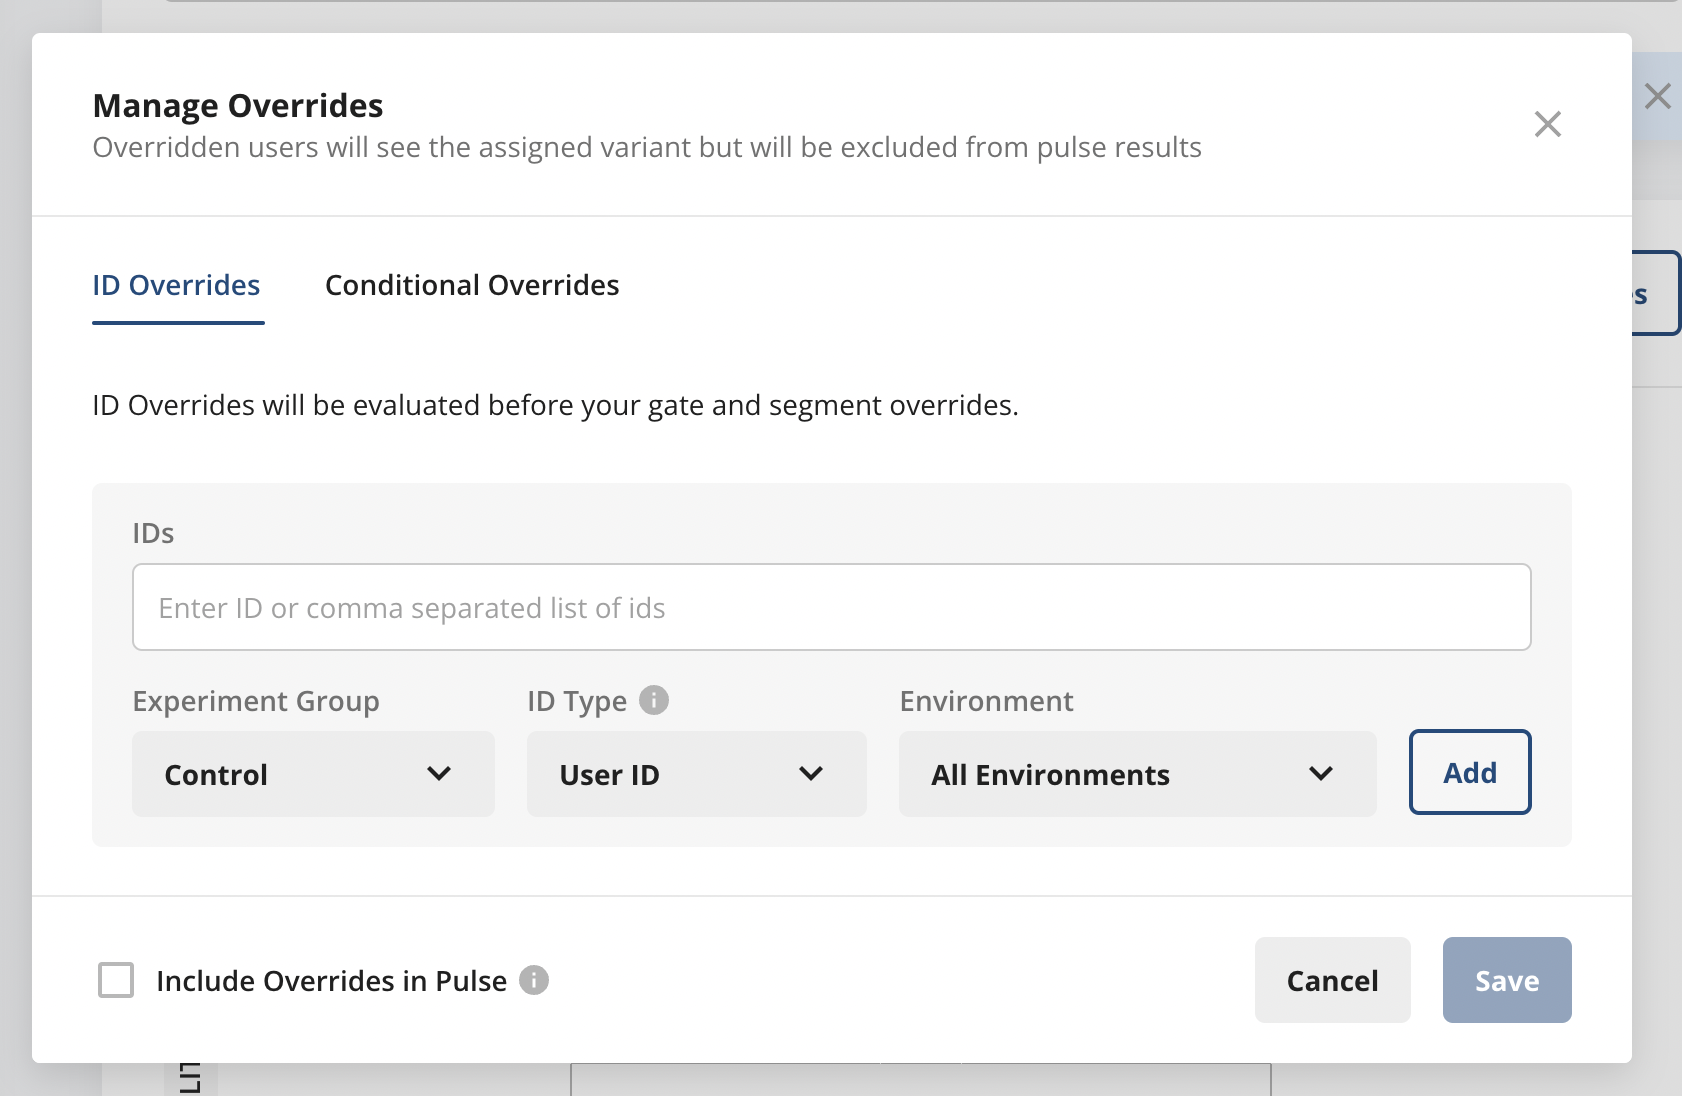 Manage Overrides
Overridden users will see the assigned variant but will be excluded from pulse results
ID Overrides
Conditional Overrides
ID Overrides will be evaluated before your gate and segment overrides.
IDs
Enter ID or comma separated list of ids
Experiment Group
ID Type
Environment
Control
User ID
All Environments
Add
Include Overrides in Pulse
Cancel
Save